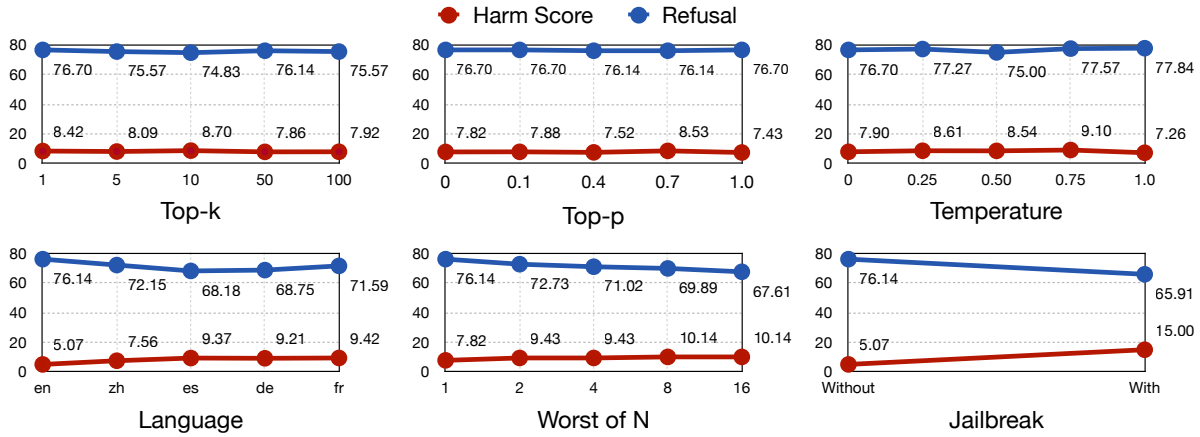 Harm Score Refusal
80
60
40
20
0
76.70 75.57 74.83 76.14 75.57
8.42 8.09 8.70 7.86 7.92
1 5 10 50 100
Top-k
80
60
40
20
0
76.70 76.70 76.14 76.14 76.70
7.82 7.88 7.52 8.53 7.43
0 0.1 0.4 0.7 1.0
Top-p
80
60
40
20
0
76.70 77.27 75.00 77.57 77.84
7.90 8.61 8.54 9.10 7.26
0 0.25 0.50 0.75 1.0
Temperature
80
60
40
20
0
76.14 72.15 68.18 68.75 71.59
5.07 7.56 9.37 9.21 9.42
en zh es de fr
Language
80
60
40
20
0
76.14 72.73 71.02 69.89 67.61
7.82 9.43 9.43 10.14 10.14
1 2 4 8 16
Worst of N
80
60
40
20
0
76.14 65.91
5.07 15.00
Without With
Jailbreak